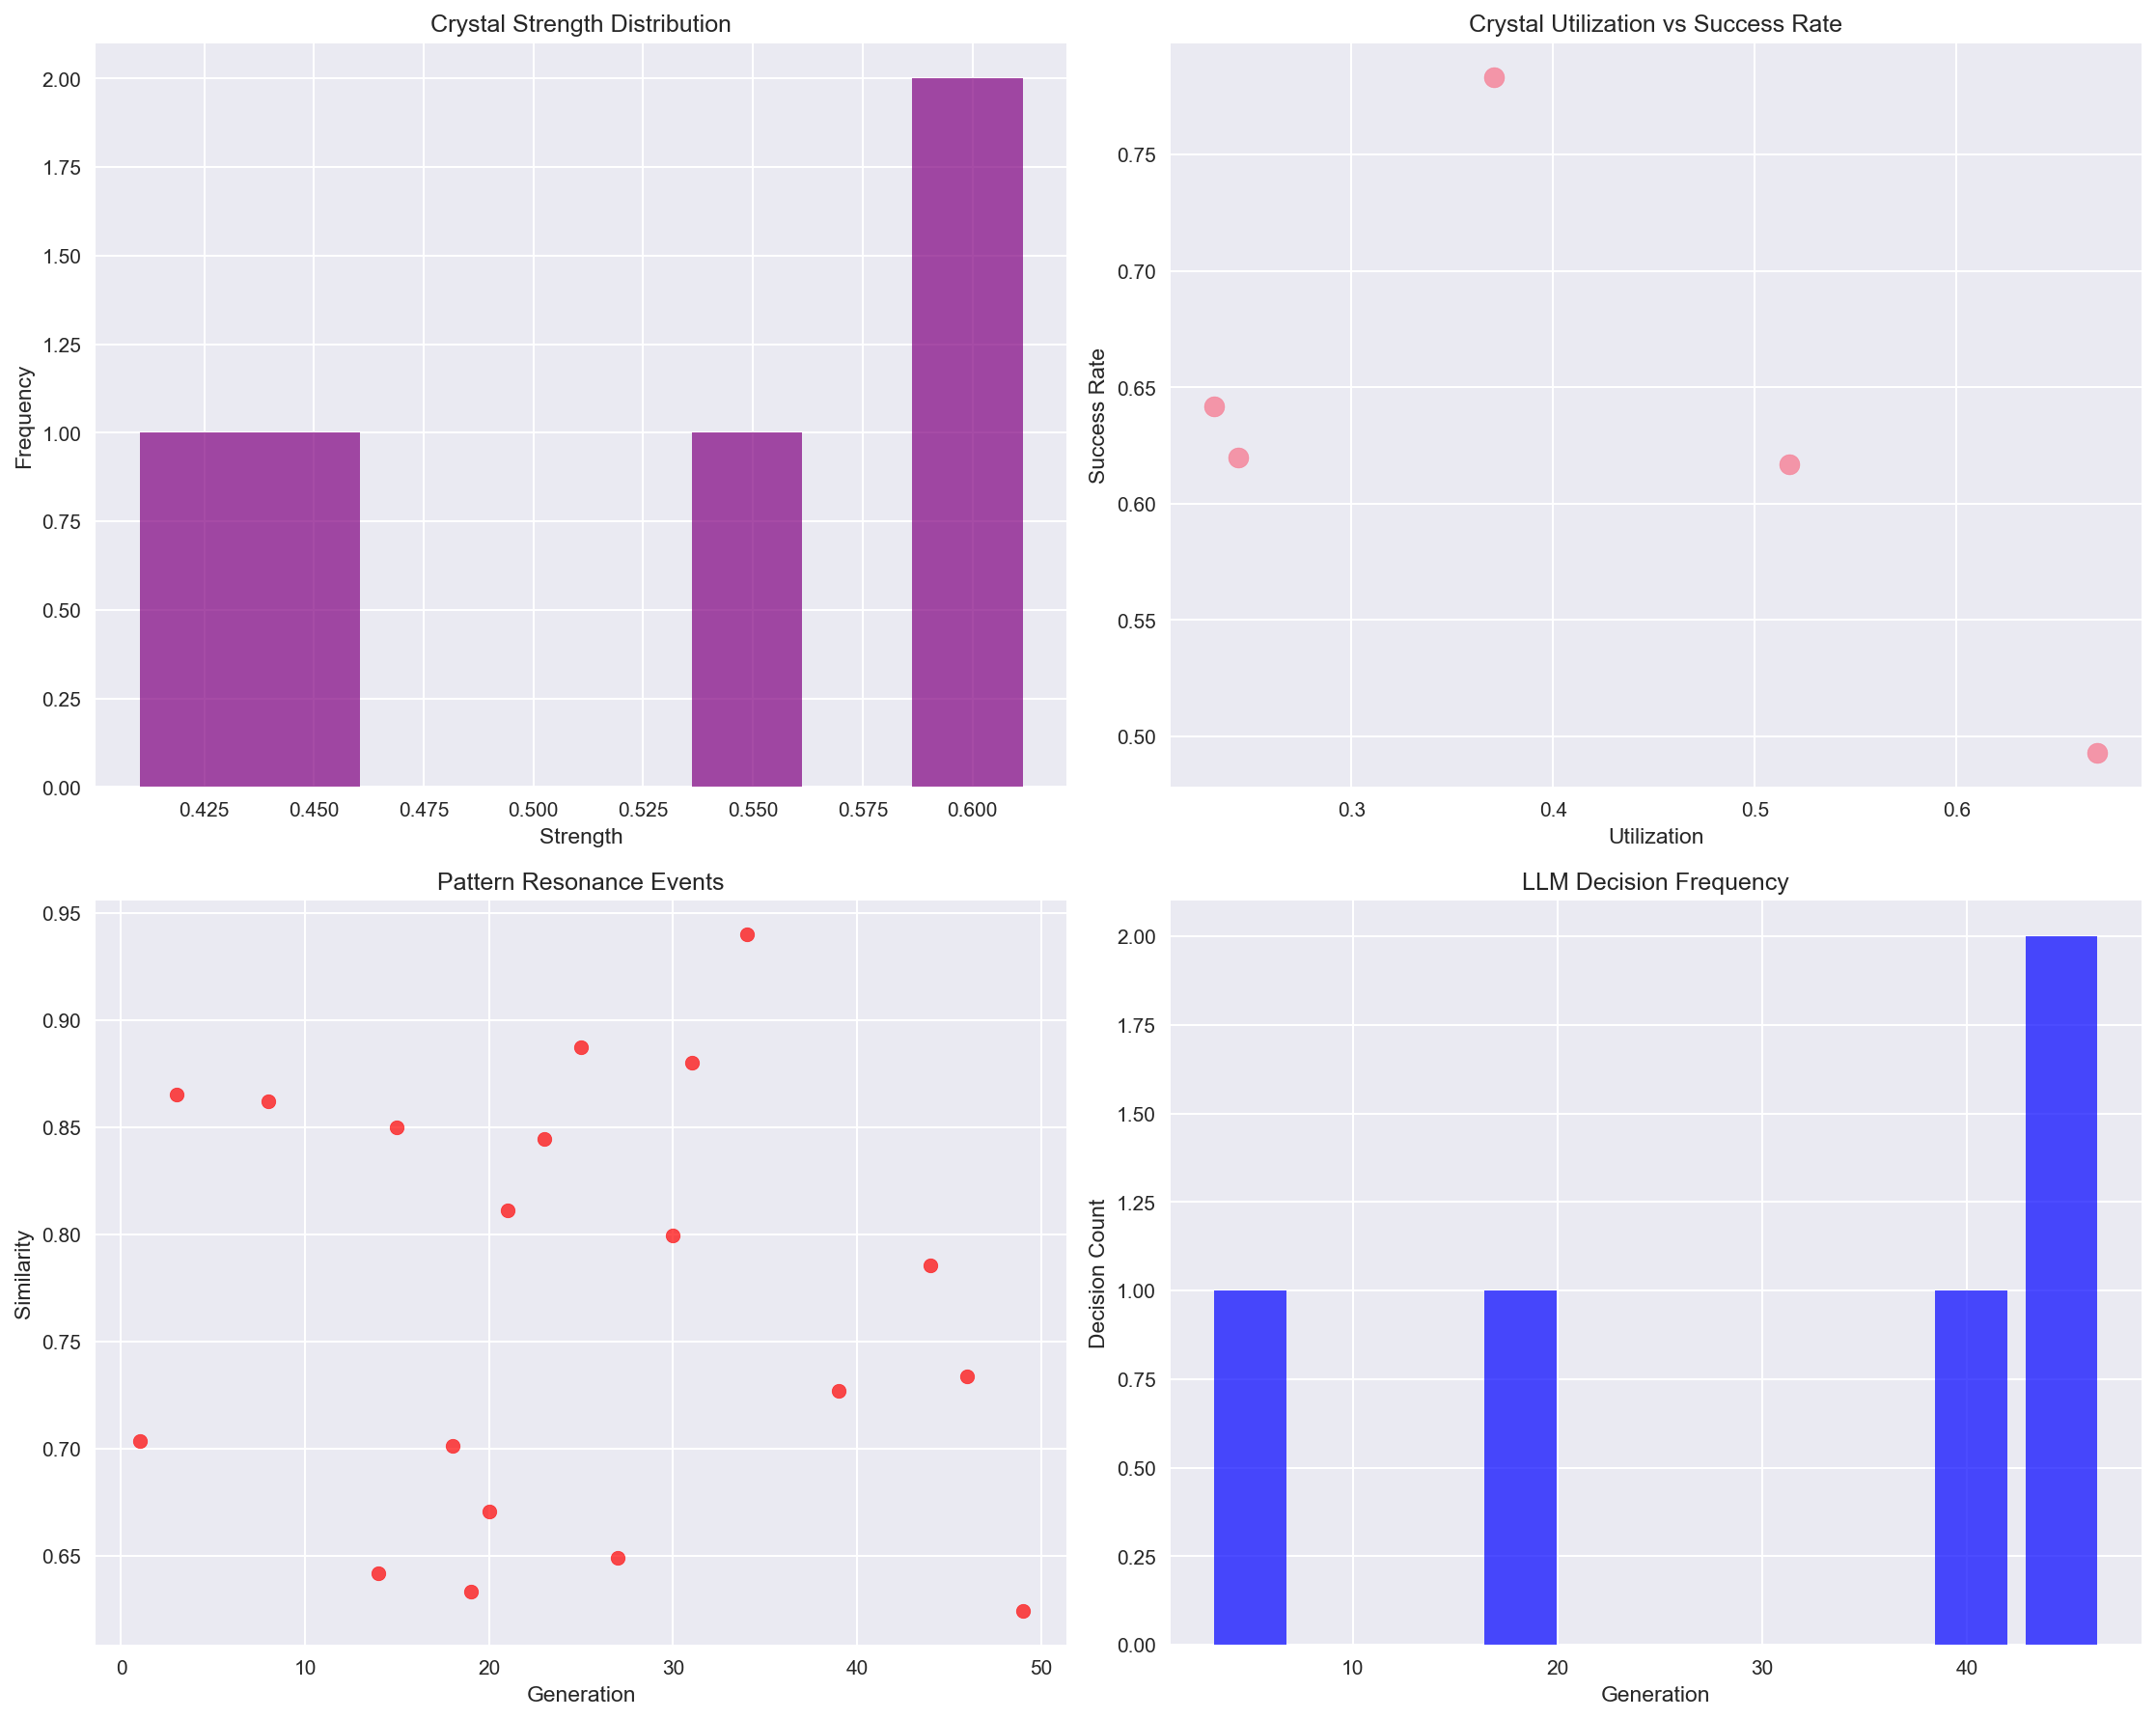 Crystal Strength Distribution
Frequency
2.00
1.75
1.50
1.25
1.00
0.75
0.50
0.25
0.00
0.425 0.450 0.475 0.500 0.525 0.550 0.575 0.600
Strength
Crystal Utilization vs Success Rate
Success Rate
0.75
0.70
0.65
0.60
0.55
0.50
0.3 0.4 0.5 0.6
Utilization
Pattern Resonance Events
Similarity
0.95
0.90
0.85
0.80
0.75
0.70
0.65
0 10 20 30 40 50
Generation
LLM Decision Frequency
Decision Count
2.00
1.75
1.50
1.25
1.00
0.75
0.50
0.25
0.00
10 20 30 40
Generation